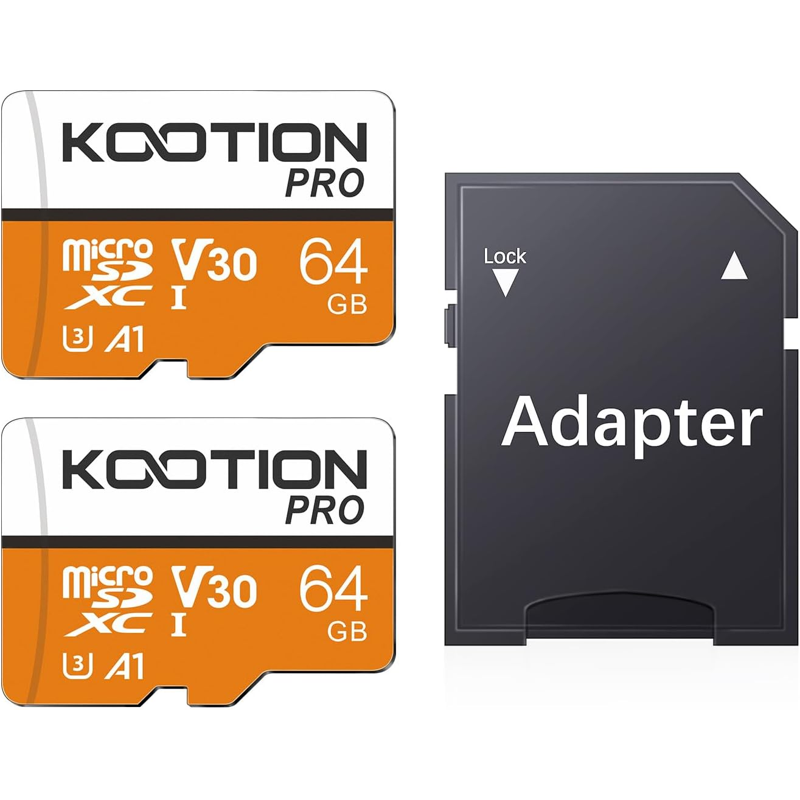 KOOTION
PRO
micro SD XC I V30 64 GB
U3 A1
KOOTION
PRO
micro SD XC I V30 64 GB
U3 A1
Lock
Adapter